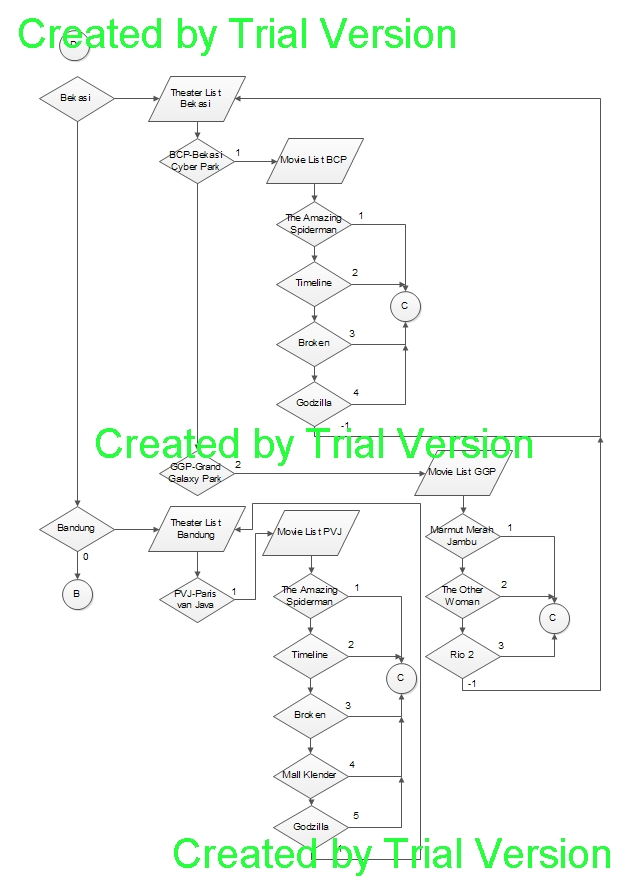 Created by Trial Version
Bekasi
Theater List
Bekasi
BCP-Bekasi
Cyber Park
1
Movie List BCP
The Amazing
Spiderman
1
Timeline
2
C
Broken
3
Godzilla
4
-1
Created by Trial Version
GGP-Grand
Galaxy Park
2
Movie List GGP
Bandung
0
B
Theater List
Bandung
PVJ-Paris
van Java
1
Movie List PVJ
The Amazing
Spiderman
1
Timeline
2
C
Broken
3
Mall Klender
4
Godzilla
5
Marmut Merah
Jambu
1
The Other
Woman
2
C
Rio 2
3
-1
Created by Trial Version